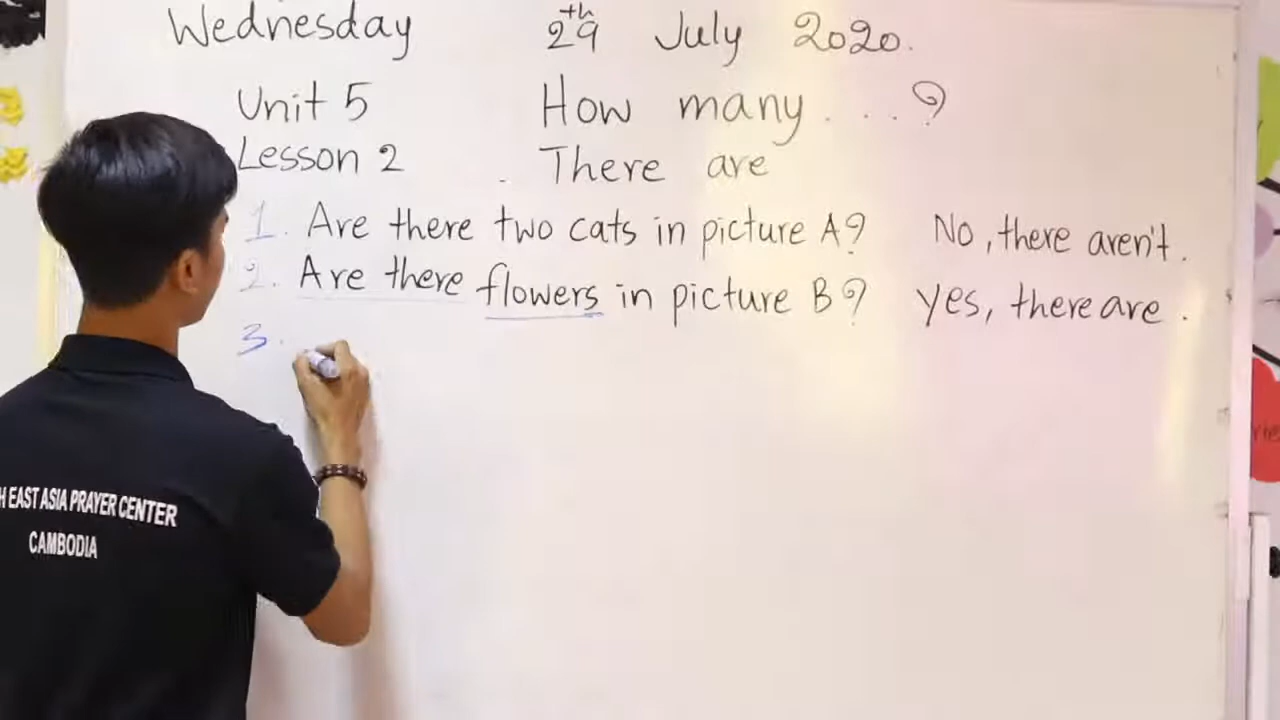 Wednesday 29th July 2020.
Unit 5 How many...?
Lesson 2 There are
1. Are there two cats in picture A? No, there aren't.
2. Are there flowers in picture B? Yes, there are.
3.
EAST ASIA PRAYER CENTER
CAMBODIA